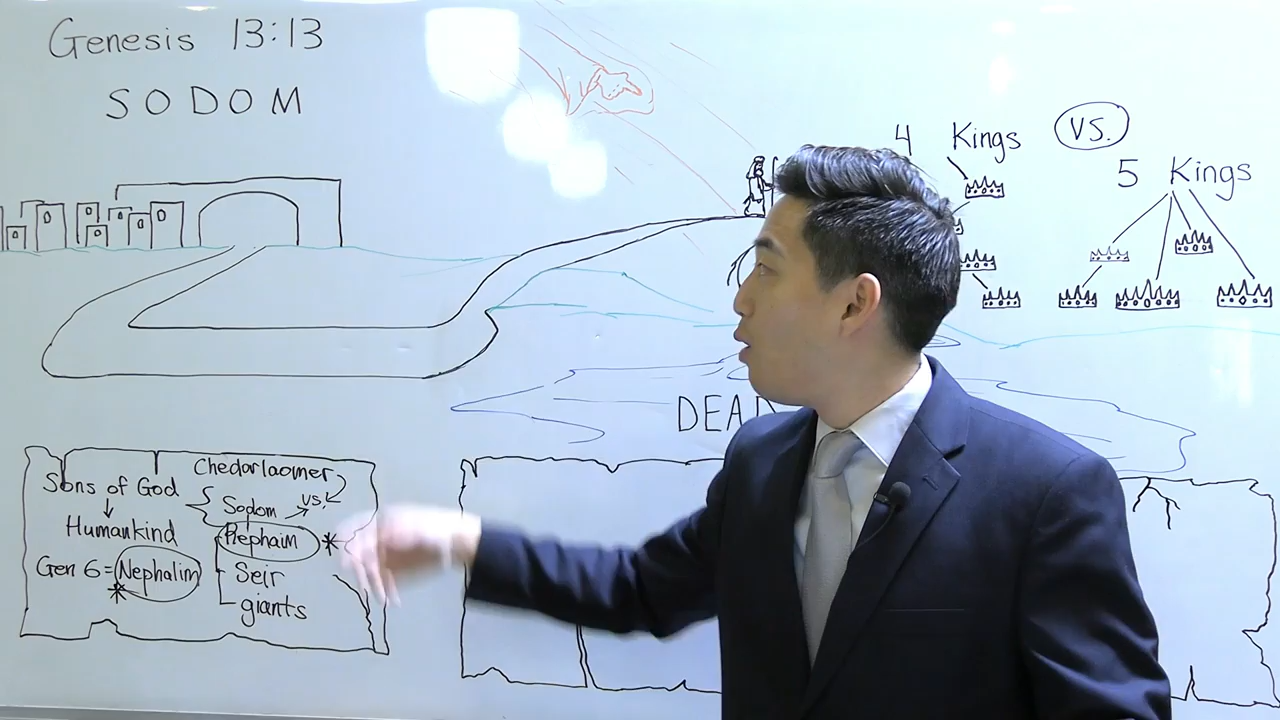 Genesis 13:13
SODOM
4 Kings
VS.
5 Kings
DEAD
Chedorlaomer
Sons of God
Sodom
vs.
Humankind
Rephaim *
Gen 6 = Nephalim
*
Seir
giants